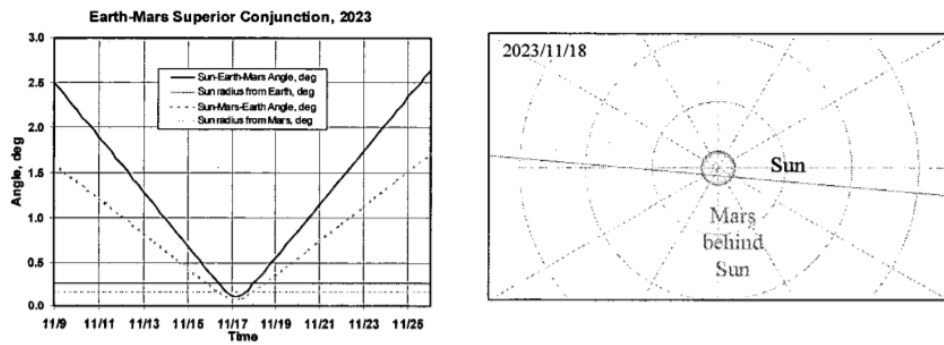 Earth-Mars Superior Conjunction, 2023
3.0
2.5
2.0
1.5
1.0
0.5
0.0
Angle, deg
Sun-Earth-Mars Angle, deg
Sun radius from Earth, deg
Sun-Mars-Earth Angle, deg
Sun radius from Mars, deg
11/9 11/11 11/13 11/15 11/17 11/19 11/21 11/23 11/25
Time
2023/11/18
Sun
Mars
behind
Sun